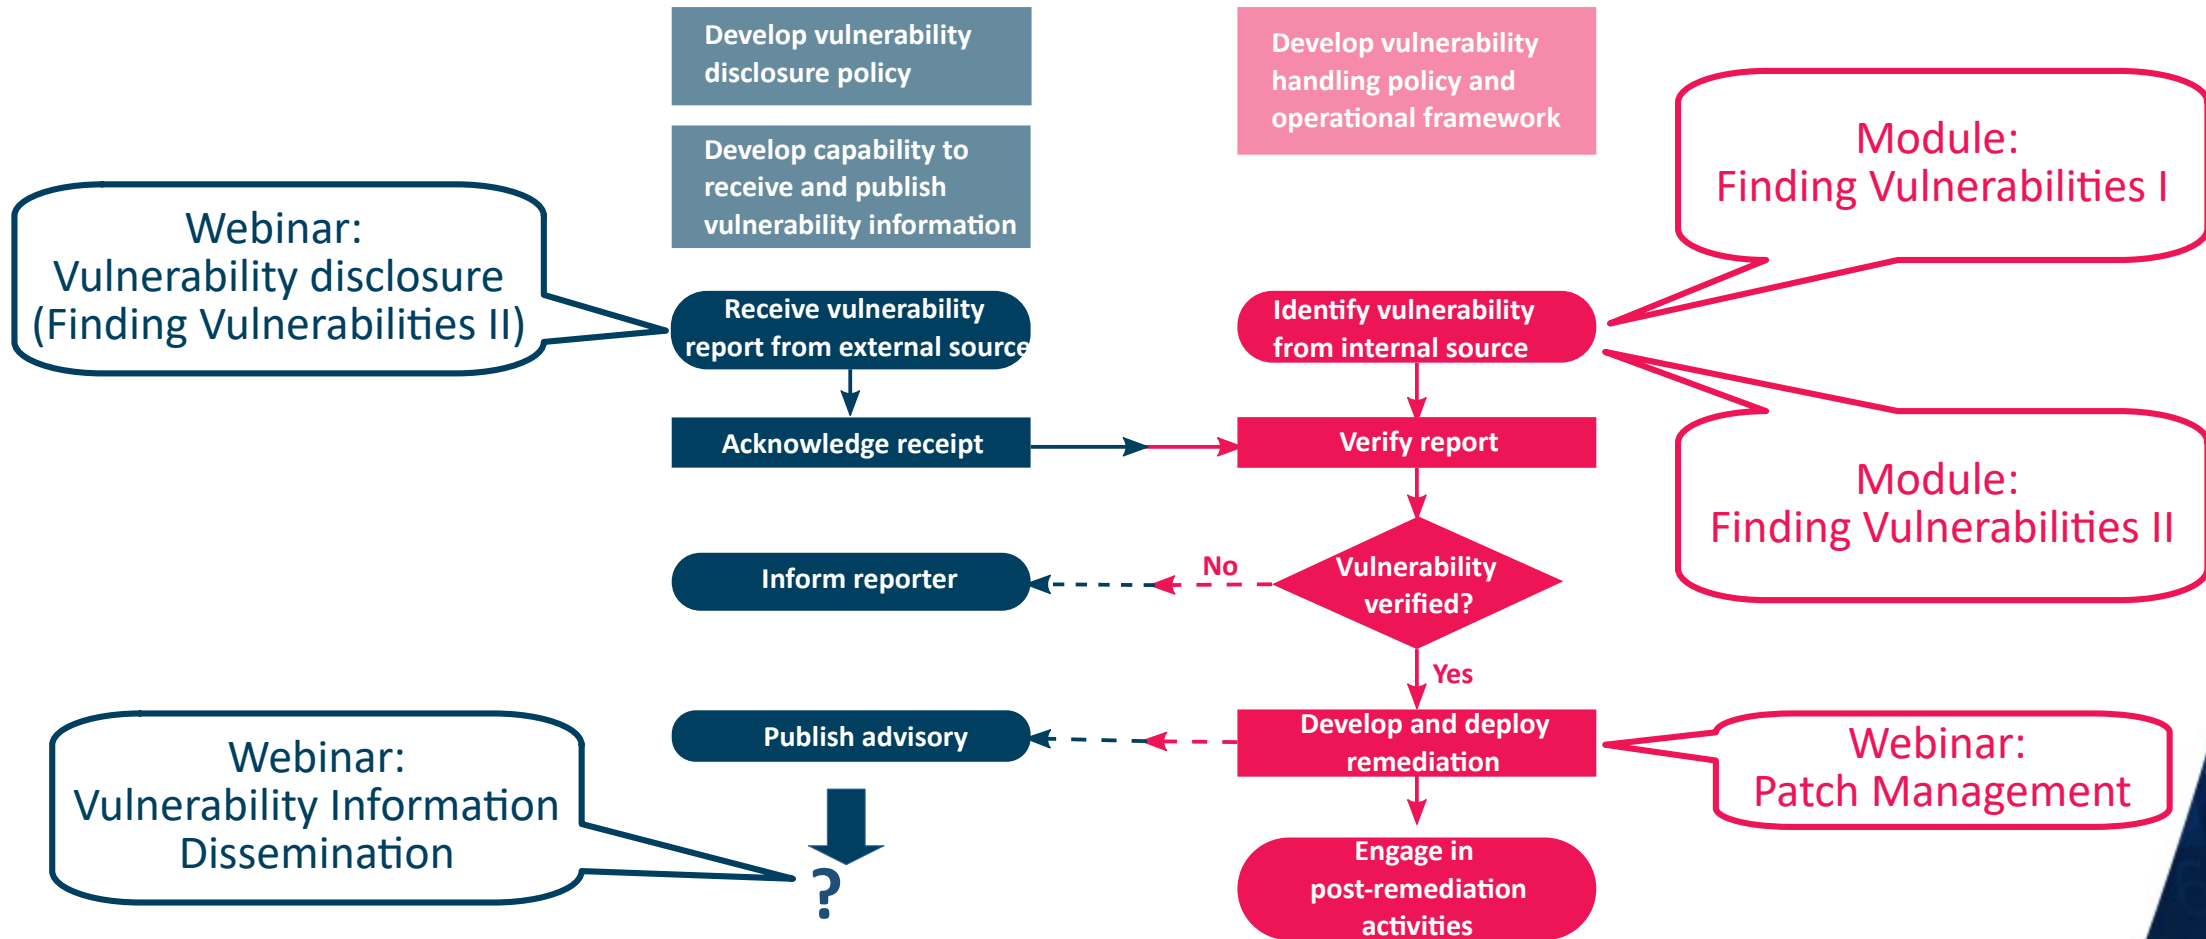 Develop vulnerability
disclosure policy
Develop vulnerability
handling policy and
operational framework
Develop capability to
receive and publish
vulnerability information
Module:
Finding Vulnerabilities I
Webinar:
Vulnerability disclosure
(Finding Vulnerabilities II)
Receive vulnerability
report from external source
Identify vulnerability
from internal source
Acknowledge receipt
Verify report
Module:
Finding Vulnerabilities II
Inform reporter
No
Vulnerability
verified?
Yes
Publish advisory
Develop and deploy
remediation
Webinar:
Patch Management
Webinar:
Vulnerability Information
Dissemination
?
Engage in
post-remediation
activities